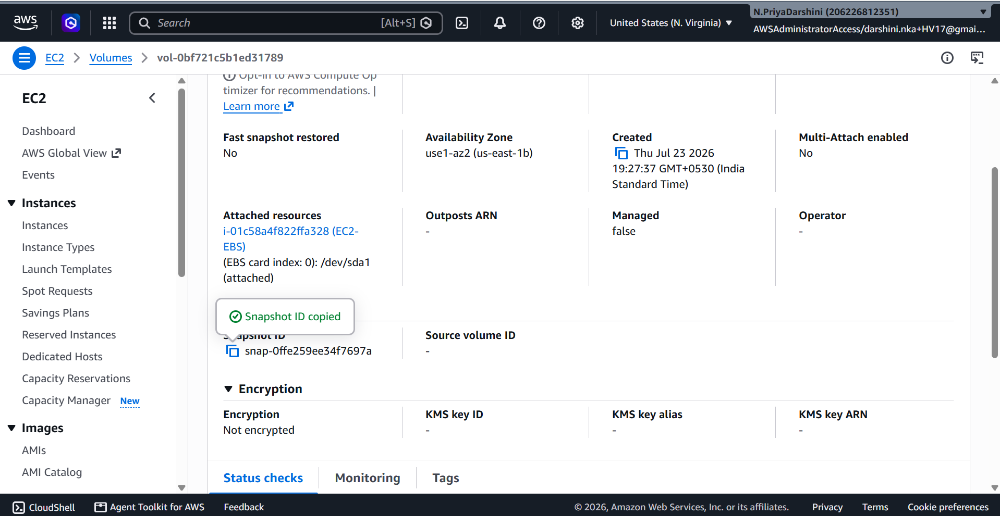 aws
Search
[Alt+S]
United States (N. Virginia)
N.PriyaDarshini (206226812351)
AWSAdministratorAccess/darshini.nka+HV17@gmai...
EC2
Volumes
vol-0bf721c5b1ed31789
EC2
Dashboard
AWS Global View
Events
Instances
Instances
Instance Types
Launch Templates
Spot Requests
Savings Plans
Reserved Instances
Dedicated Hosts
Capacity Reservations
Capacity Manager New
Images
AMIs
AMI Catalog
Opt-in to AWS Compute Op
timizer for recommendations. |
Learn more
Fast snapshot restored
No
Availability Zone
use1-az2 (us-east-1b)
Created
Thu Jul 23 2026
19:27:37 GMT+0530 (India
Standard Time)
Multi-Attach enabled
No
Attached resources
i-01c58a4f822ffa328 (EC2-
EBS)
(EBS card index: 0): /dev/sda1
(attached)
Outposts ARN
-
Managed
false
Operator
-
Snapshot ID copied
Snapshot ID
snap-0ffe259ee34f7697a
Source volume ID
-
Encryption
Encryption
Not encrypted
KMS key ID
-
KMS key alias
-
KMS key ARN
-
Status checks
Monitoring
Tags
CloudShell
Agent Toolkit for AWS
Feedback
© 2026, Amazon Web Services, Inc. or its affiliates.
Privacy
Terms
Cookie preferences